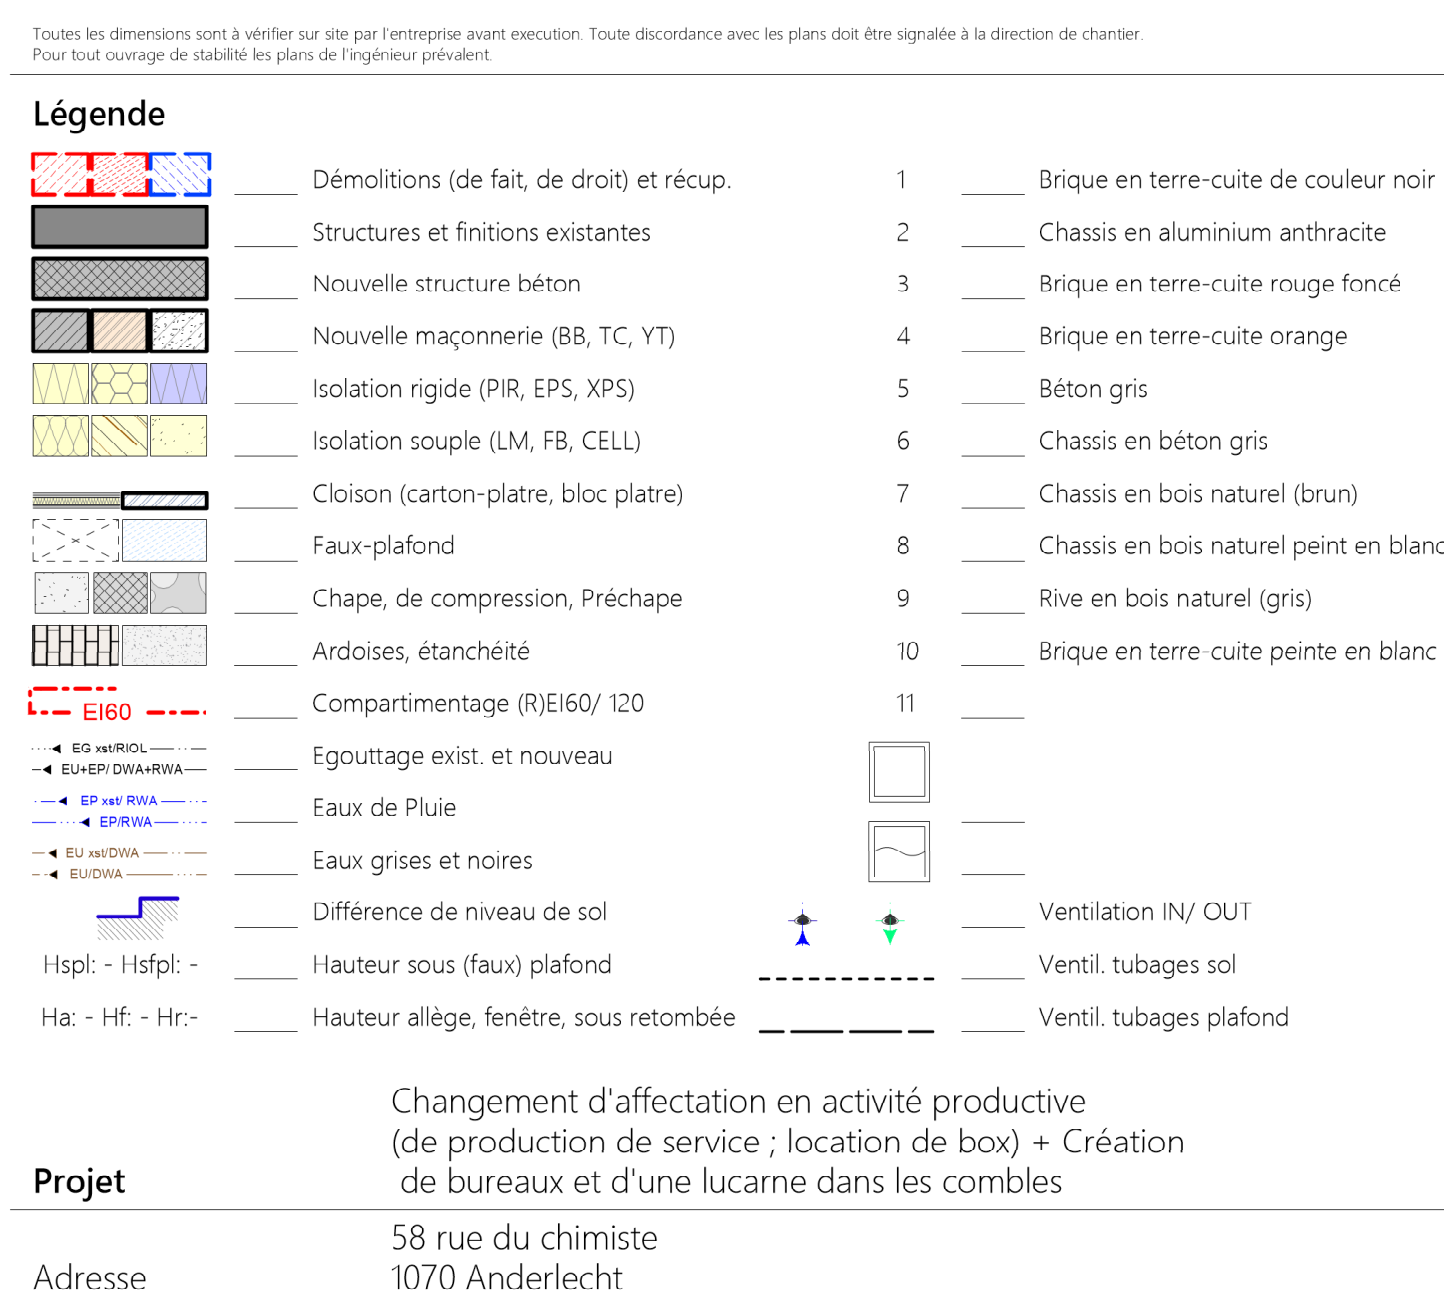 Toutes les dimensions sont à vérifier sur site par l'entreprise avant execution. Toute discordance avec les plans doit être signalée à la direction de chantier.
Pour tout ouvrage de stabilité les plans de l'ingénieur prévalent.
Légende
Démolitions (de fait, de droit) et récup.
Structures et finitions existantes
Nouvelle structure béton
Nouvelle maçonnerie (BB, TC, YT)
Isolation rigide (PIR, EPS, XPS)
Isolation souple (LM, FB, CELL)
Cloison (carton-platre, bloc platre)
Faux-plafond
Chape, de compression, Préchape
Ardoises, étanchéité
EI60 Compartimentage (R)EI60/ 120
EG xst/RIOL
EU+EP/ DWA+RWA
Egouttage exist. et nouveau
EP xst/ RWA
EP/RWA
Eaux de Pluie
EU xst/DWA
EU/DWA
Eaux grises et noires
Différence de niveau de sol
Hspl: - Hsfpl: - Hauteur sous (faux) plafond
Ha: - Hf: - Hr:- Hauteur allège, fenêtre, sous retombée
1 Brique en terre-cuite de couleur noir
2 Chassis en aluminium anthracite
3 Brique en terre-cuite rouge foncé
4 Brique en terre-cuite orange
5 Béton gris
6 Chassis en béton gris
7 Chassis en bois naturel (brun)
8 Chassis en bois naturel peint en blanc
9 Rive en bois naturel (gris)
10 Brique en terre-cuite peinte en blanc
11
Ventilation IN/ OUT
Ventil. tubages sol
Ventil. tubages plafond
Projet
Changement d'affectation en activité productive
(de production de service ; location de box) + Création
de bureaux et d'une lucarne dans les combles
Adresse
58 rue du chimiste
1070 Anderlecht